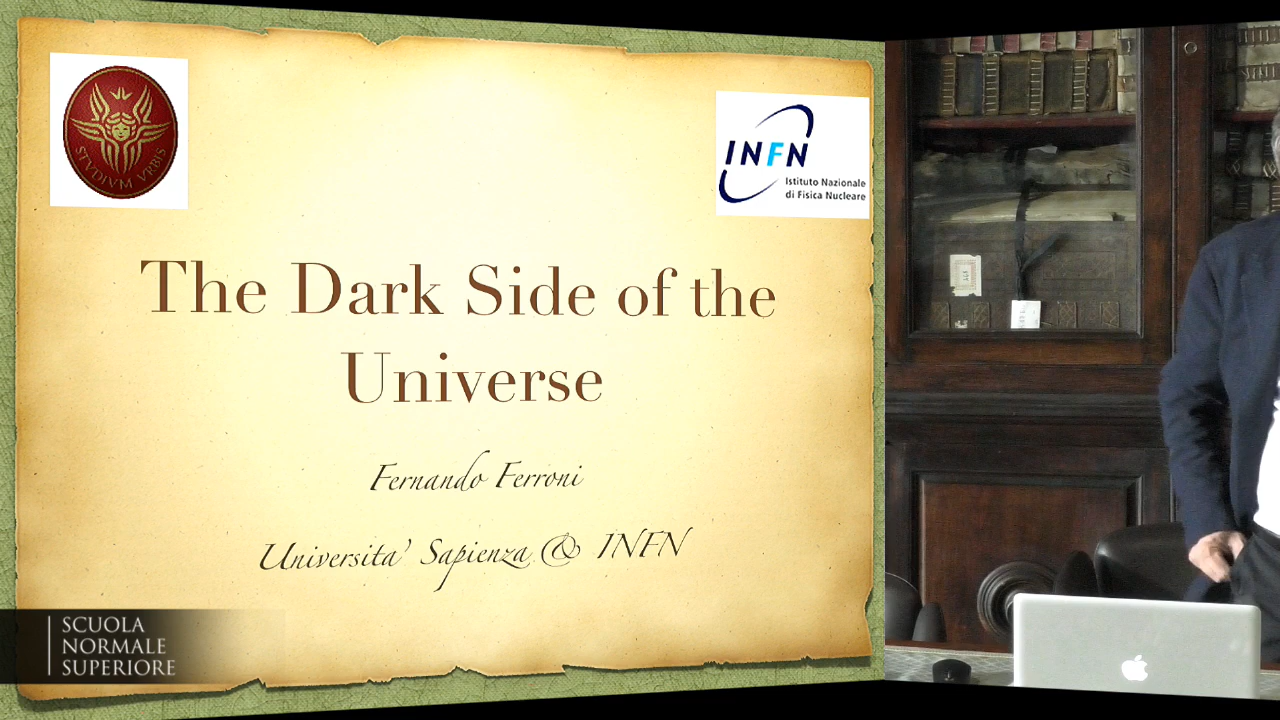 STVDIVM VRBIS
INFN
Istituto Nazionale
di Fisica Nucleare
The Dark Side of the
Universe
Fernando Ferroni
Universita' Sapienza & INFN
SCUOLA
NORMALE
SUPERIORE